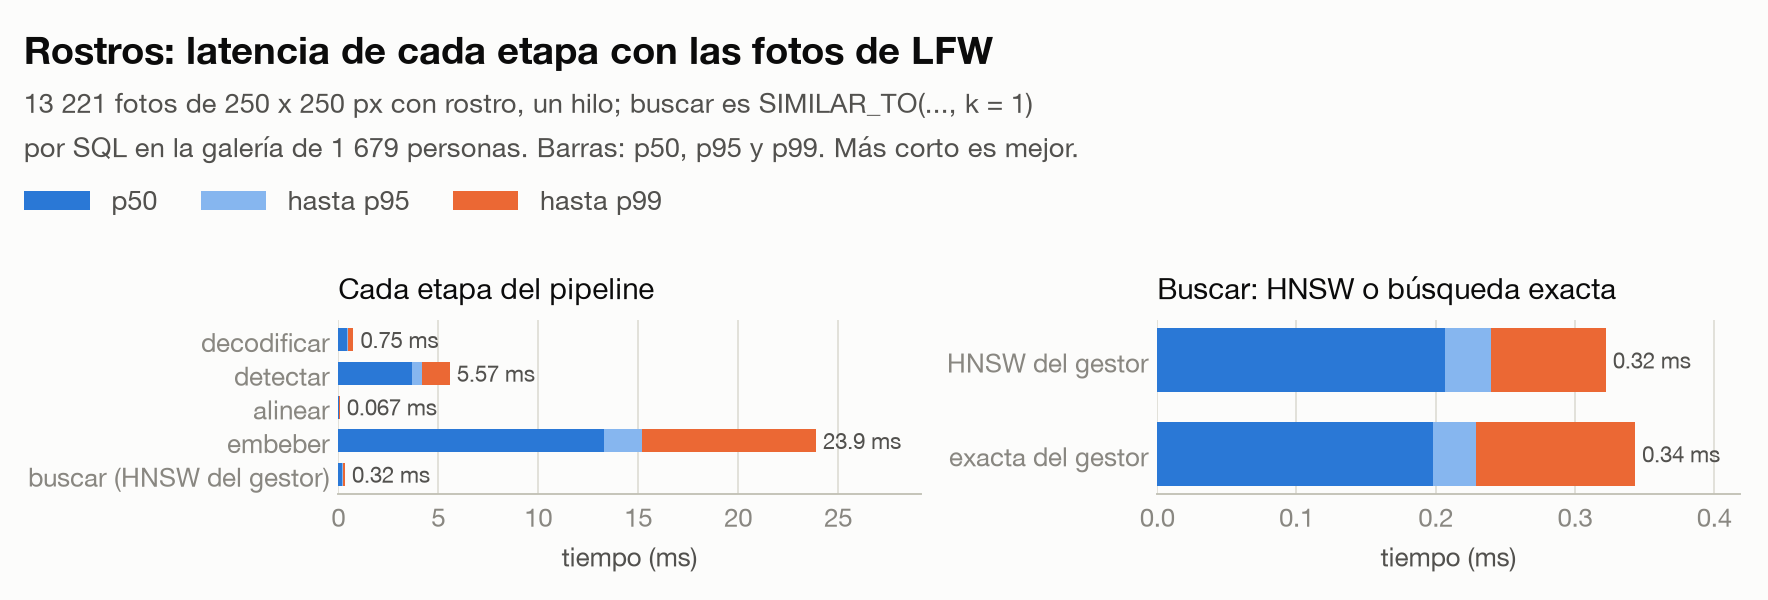 Rostros: latencia de cada etapa con las fotos de LFW
13 221 fotos de 250 x 250 px con rostro, un hilo; buscar es SIMILAR_TO(..., k = 1)
por SQL en la galería de 1 679 personas. Barras: p50, p95 y p99. Más corto es mejor.
p50 hasta p95 hasta p99
Cada etapa del pipeline
decodificar 0.75 ms
detectar 5.57 ms
alinear 0.067 ms
embeber 23.9 ms
buscar (HNSW del gestor) 0.32 ms
0 5 10 15 20 25
tiempo (ms)
Buscar: HNSW o búsqueda exacta
HNSW del gestor 0.32 ms
exacta del gestor 0.34 ms
0.0 0.1 0.2 0.3 0.4
tiempo (ms)